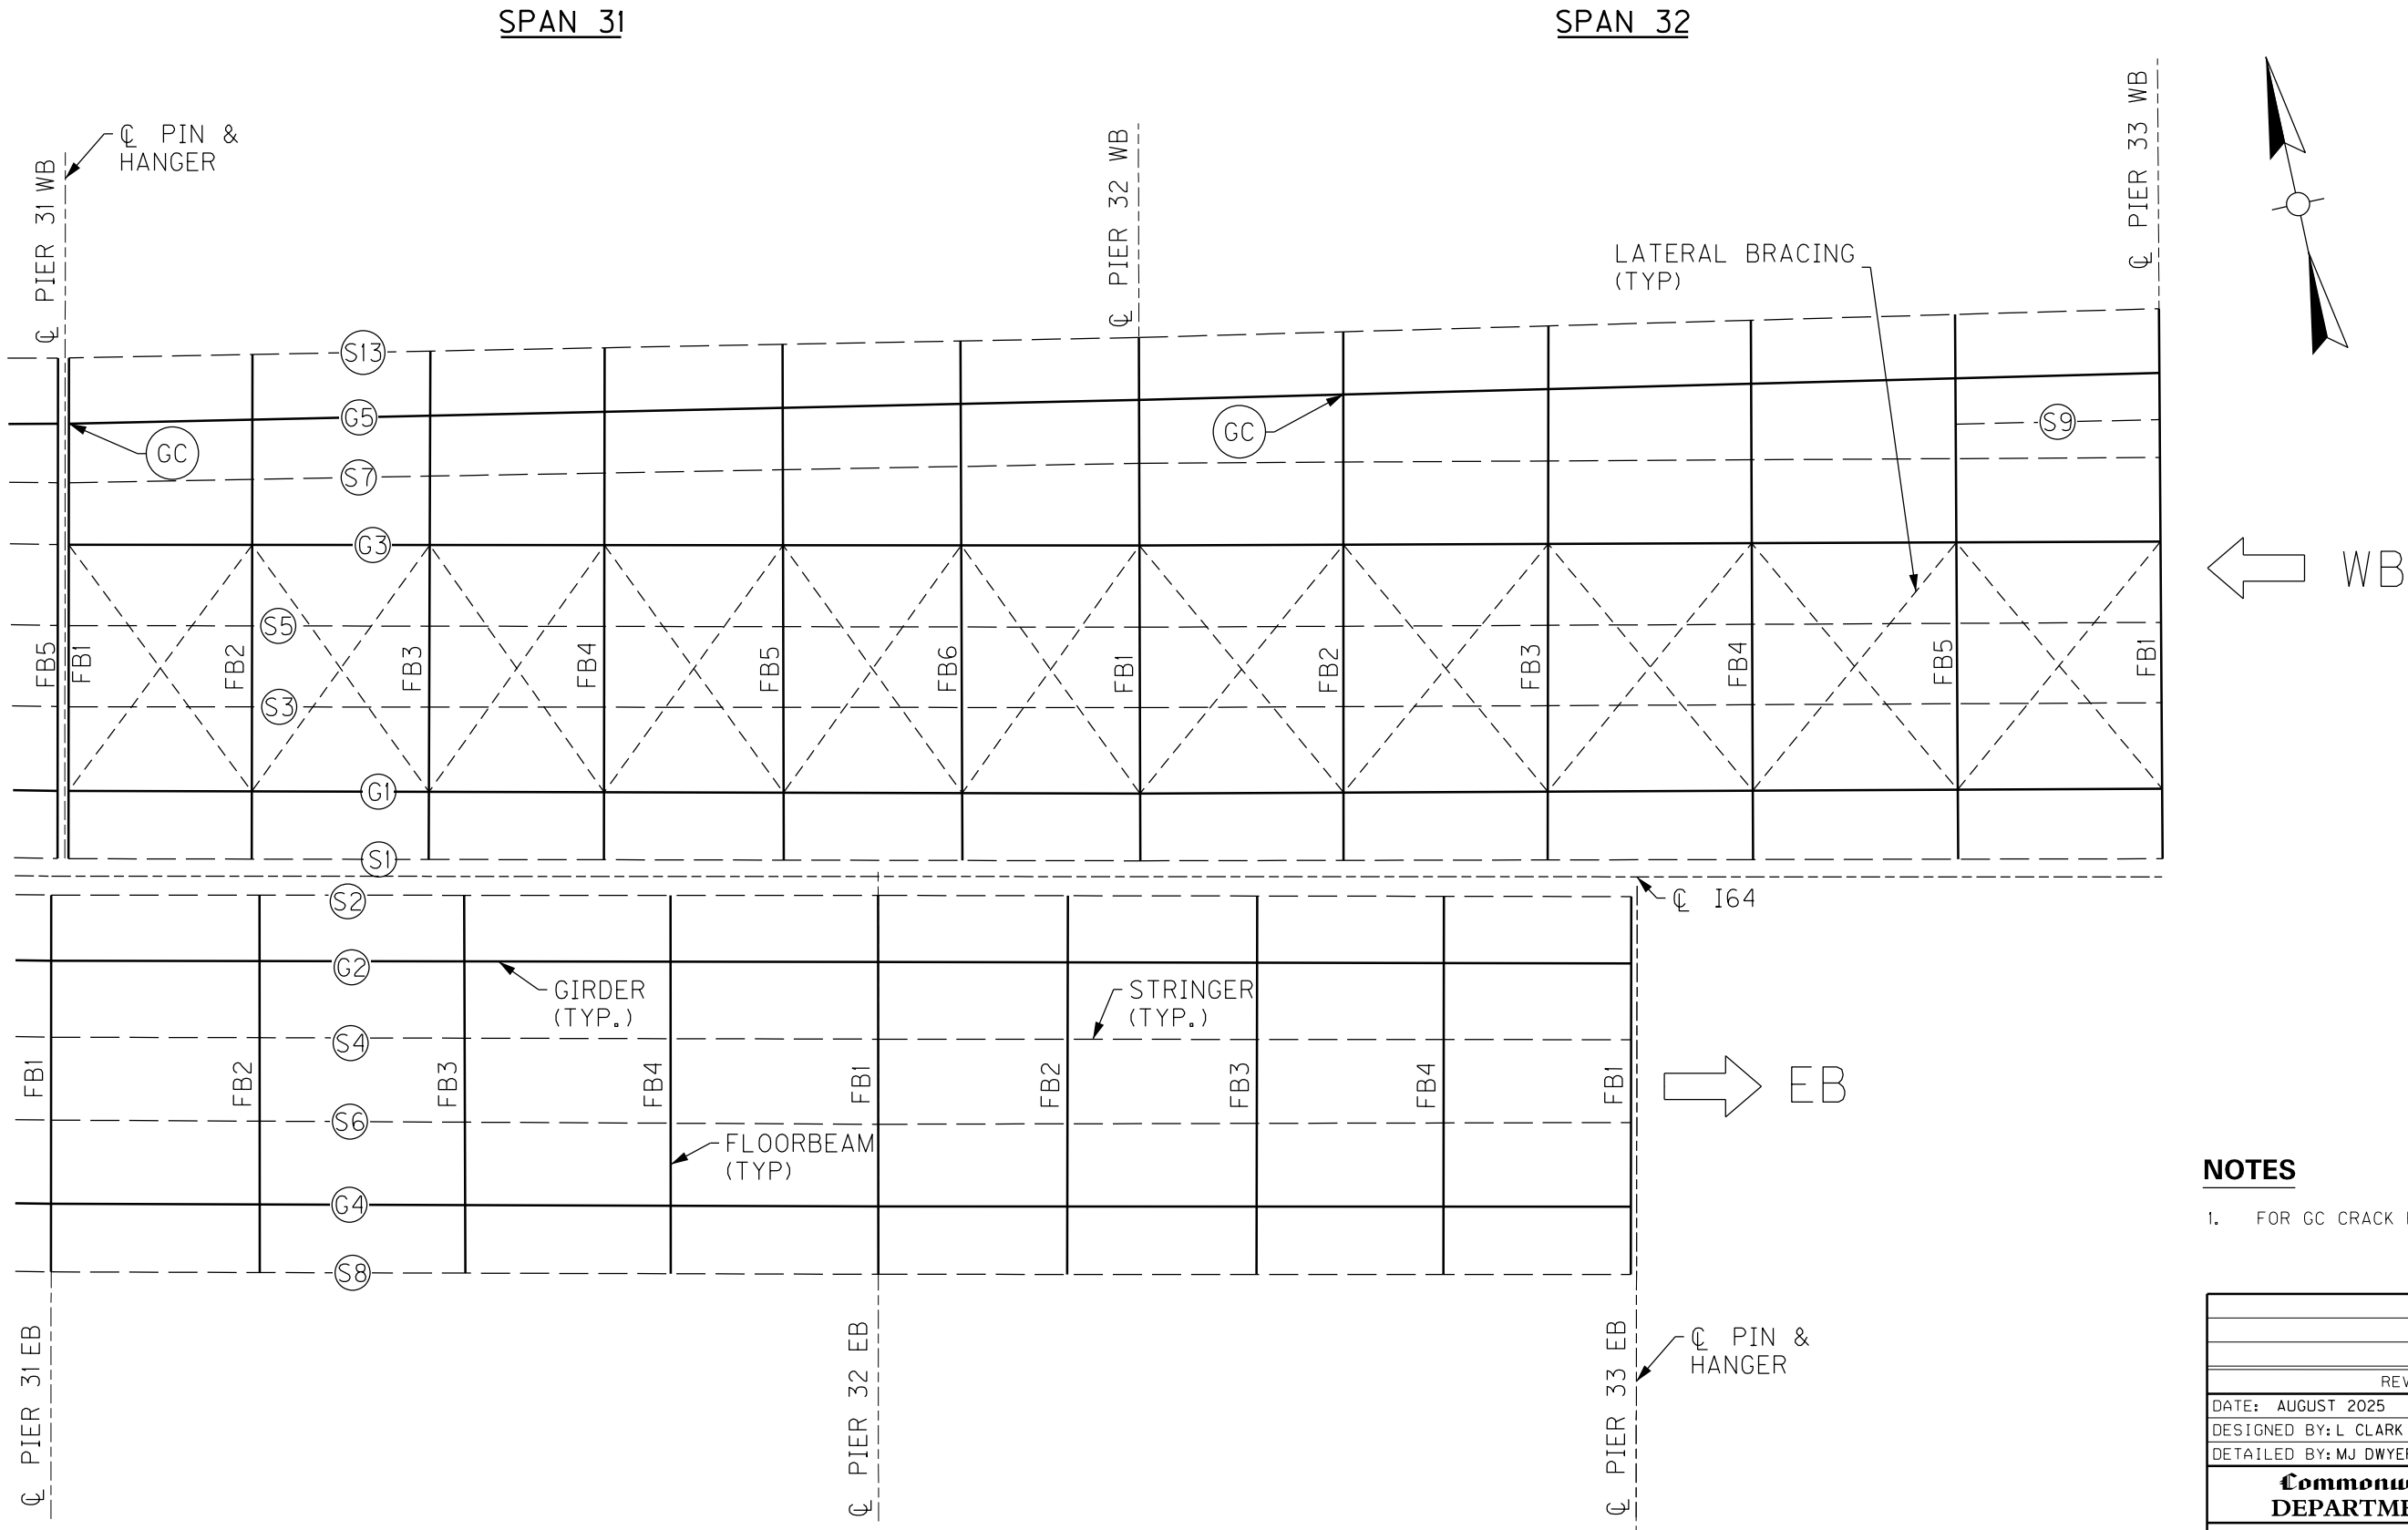 SPAN 31
SPAN 32
℄ PIN &
HANGER
℄ PIER 31 WB
℄ PIER 32 WB
℄ PIER 33 WB
LATERAL BRACING
(TYP)
S13
G5
GC
GC
S9
S7
G3
WB
S5
FB5
FB1
FB2
FB3
FB4
FB5
FB6
FB1
FB2
FB3
FB4
FB5
FB1
S3
G1
S1
S2
℄ I64
G2
GIRDER
(TYP.)
STRINGER
(TYP.)
S4
FB1
FB2
FB3
FB4
FB1
FB2
FB3
FB4
FB1
EB
S6
FLOORBEAM
(TYP)
G4
S8
℄ PIER 31 EB
℄ PIER 32 EB
℄ PIER 33 EB
℄ PIN &
HANGER
NOTES
1. FOR GC CRACK
REV
DATE: AUGUST 2025
DESIGNED BY: L CLARK
DETAILED BY: MJ DWYER
Commonw
DEPARTME